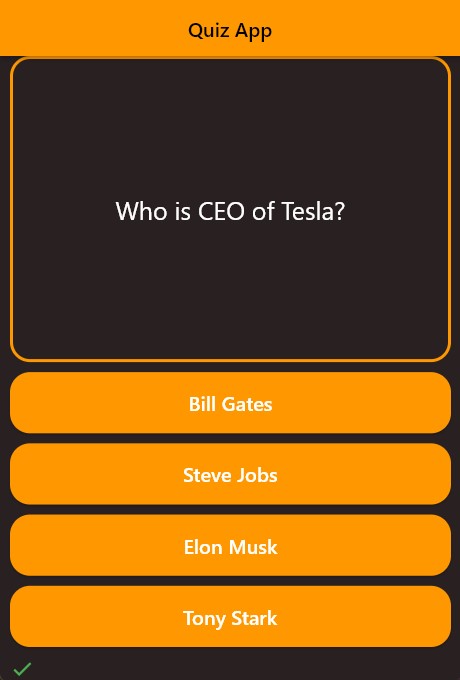 Quiz App
Who is CEO of Tesla?
Bill Gates
Steve Jobs
Elon Musk
Tony Stark